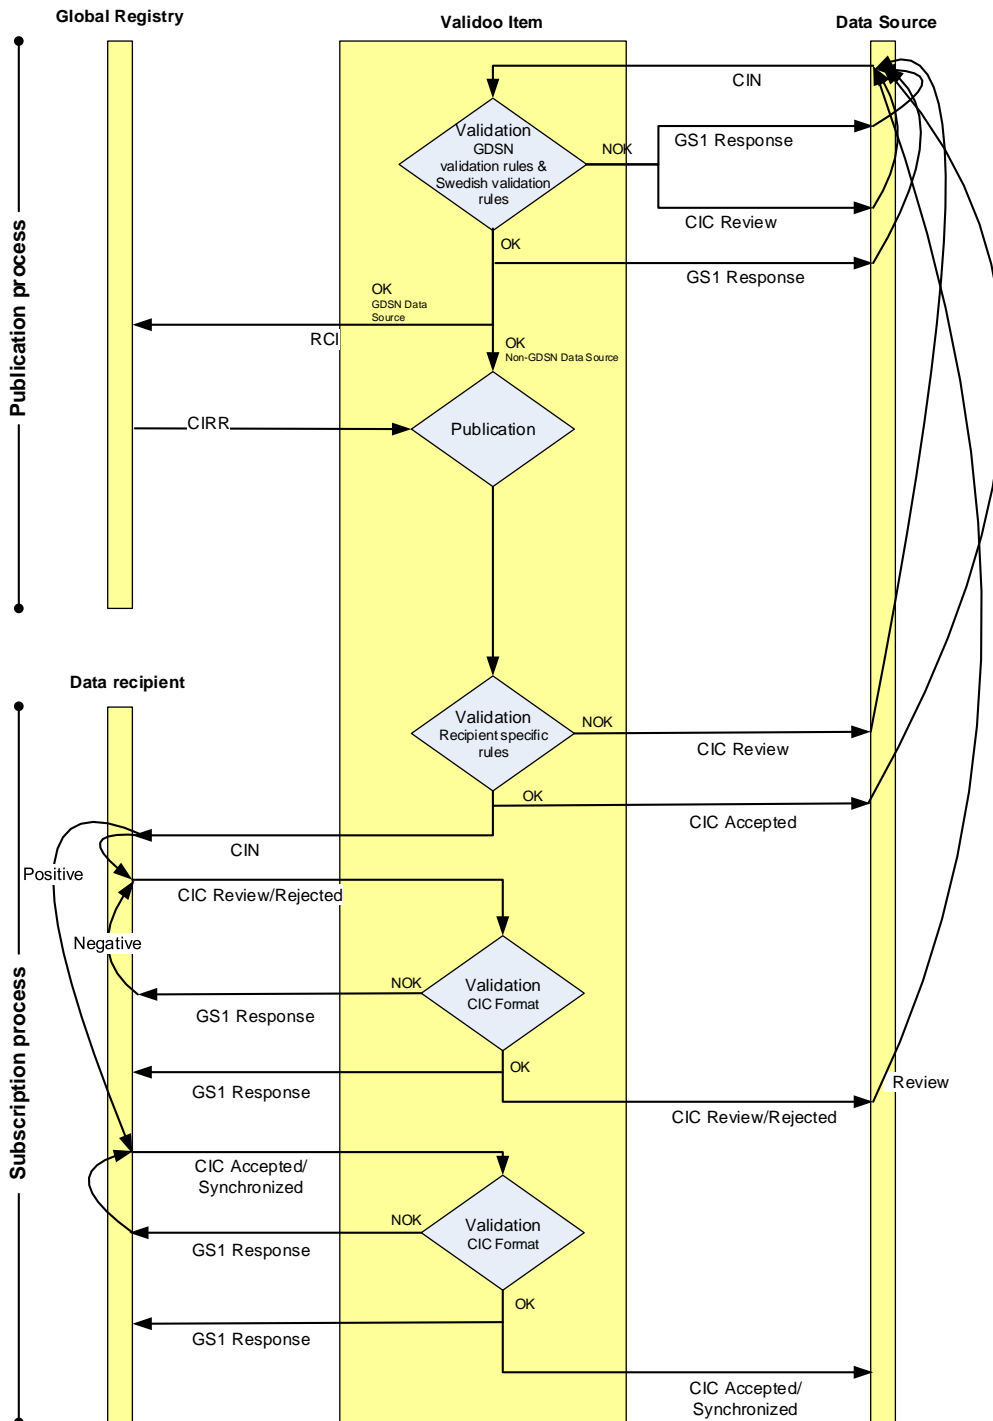 Global Registry
Validoo Item
Data Source
CIN
Validation
GDSN
validation rules &
Swedish validation
rules
NOK
GS1 Response
CIC Review
OK
GS1 Response
OK
GDSN Data
Source
RCI
OK
Non-GDSN Data Source
Publication process
CIRR
Publication
Data recipient
Validation
Recipient specific
rules
NOK
CIC Review
OK
CIC Accepted
CIN
Positive
CIC Review/Rejected
Negative
Validation
CIC Format
NOK
GS1 Response
OK
GS1 Response
Review
CIC Review/Rejected
Subscription process
CIC Accepted/
Synchronized
Validation
CIC Format
NOK
GS1 Response
OK
GS1 Response
CIC Accepted/
Synchronized